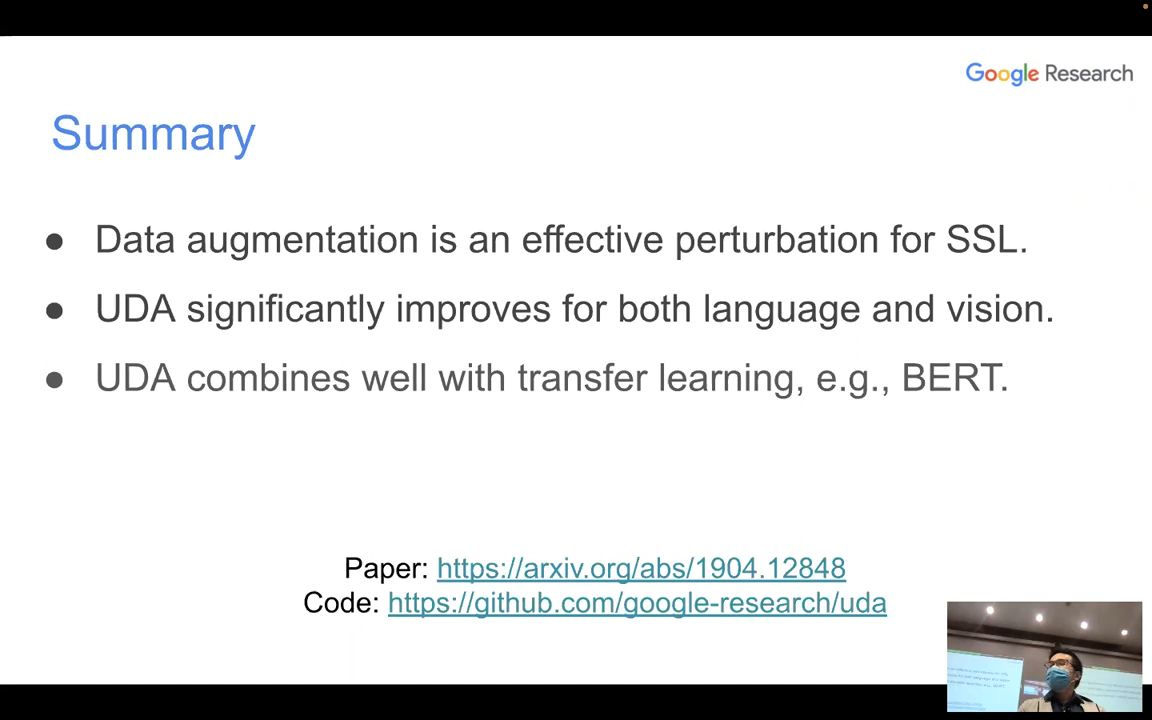 Google Research
Summary
● Data augmentation is an effective perturbation for SSL.
● UDA significantly improves for both language and vision.
● UDA combines well with transfer learning, e.g., BERT.
Paper: https://arxiv.org/abs/1904.12848
Code: https://github.com/google-research/uda